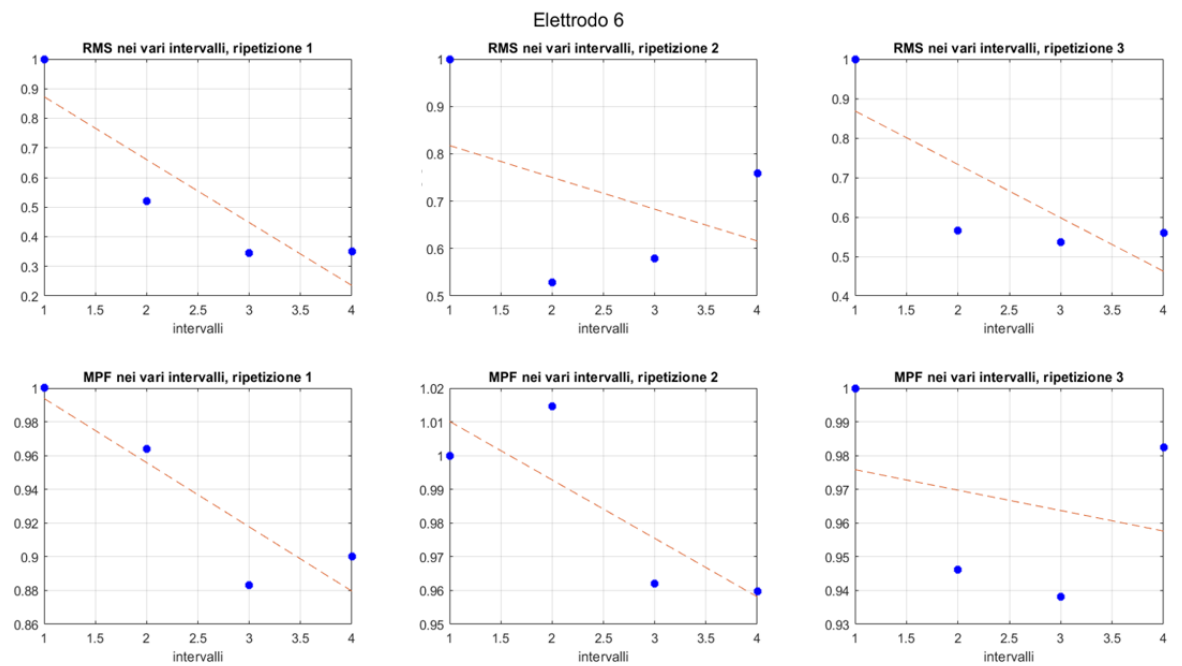 Elettrodo 6
RMS nei vari intervalli, ripetizione 1
1
0.9
0.8
0.7
0.6
0.5
0.4
0.3
0.2
1 1.5 2 2.5 3 3.5 4
intervalli
RMS nei vari intervalli, ripetizione 2
1
0.9
0.8
0.7
0.6
0.5
1 1.5 2 2.5 3 3.5 4
intervalli
RMS nei vari intervalli, ripetizione 3
1
0.9
0.8
0.7
0.6
0.5
0.4
1 1.5 2 2.5 3 3.5 4
intervalli
MPF nei vari intervalli, ripetizione 1
1
0.98
0.96
0.94
0.92
0.9
0.88
0.86
1 1.5 2 2.5 3 3.5 4
intervalli
MPF nei vari intervalli, ripetizione 2
1.02
1.01
1
0.99
0.98
0.97
0.96
0.95
1 1.5 2 2.5 3 3.5 4
intervalli
MPF nei vari intervalli, ripetizione 3
1
0.99
0.98
0.97
0.96
0.95
0.94
0.93
1 1.5 2 2.5 3 3.5 4
intervalli